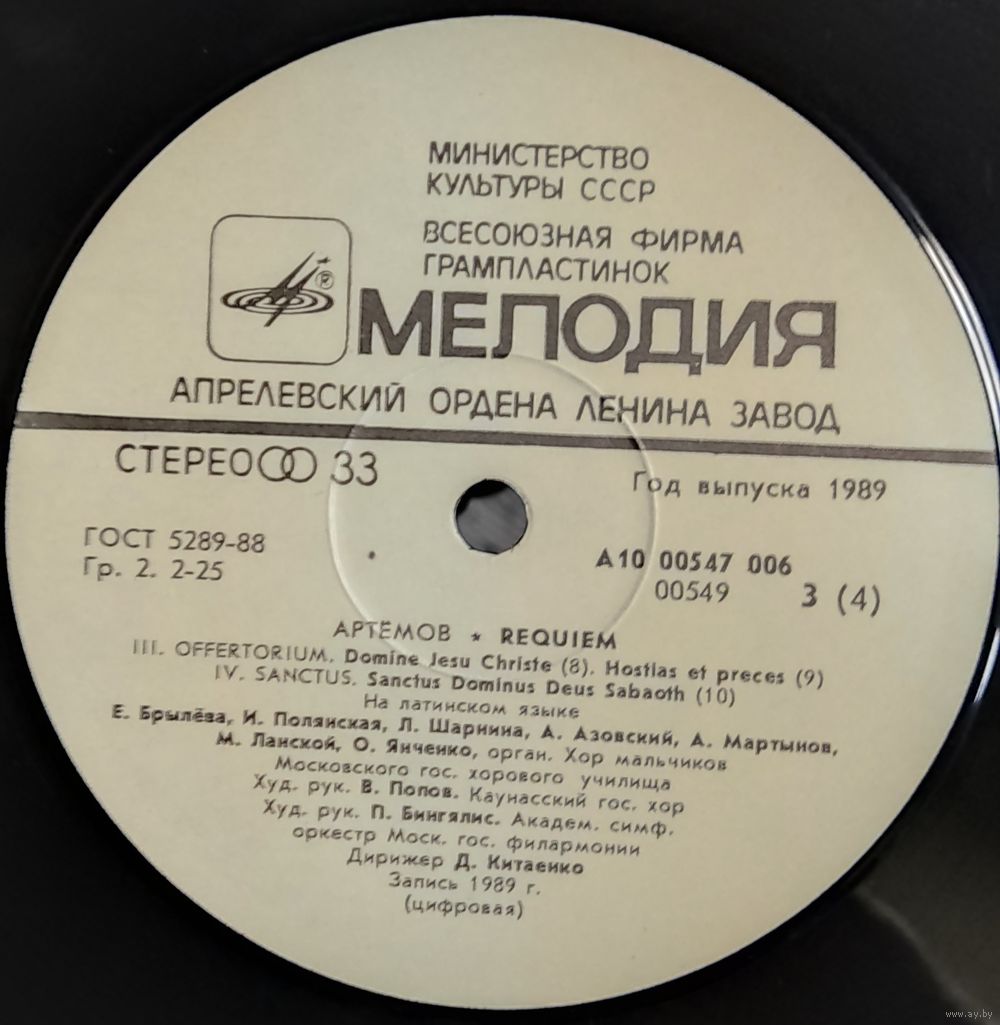 МИНИСТЕРСТВО
КУЛЬТУРЫ СССР
ВСЕСОЮЗНАЯ ФИРМА
ГРАМПЛАСТИНОК
®
МЕЛОДИЯ
АПРЕЛЕВСКИЙ ОРДЕНА ЛЕНИНА ЗАВОД
СТЕРЕО 33
Год выпуска 1989
ГОСТ 5289-88
Гр. 2. 2-25
А10 00547 006
00549 3 (4)
АРТЁМОВ * REQUIEM
III. OFFERTORIUM. Domine Jesu Christe (8). Hostias et preces (9)
IV. SANCTUS. Sanctus Dominus Deus Sabaoth (10)
На латинском языке
Е. Брылёва, И. Полянская, Л. Шарнина, А. Азовский, А. Мартынов,
М. Ланской, О. Янченко, орган. Хор мальчиков
Московского гос. хорового училища
Худ. рук. В. Попов. Каунасский гос. хор
Худ. рук. П. Бингялис. Академ. симф.
оркестр Моск. гос. филармонии
Дирижер Д. Китаенко
Запись 1989 г.
(цифровая)
www.ay.by